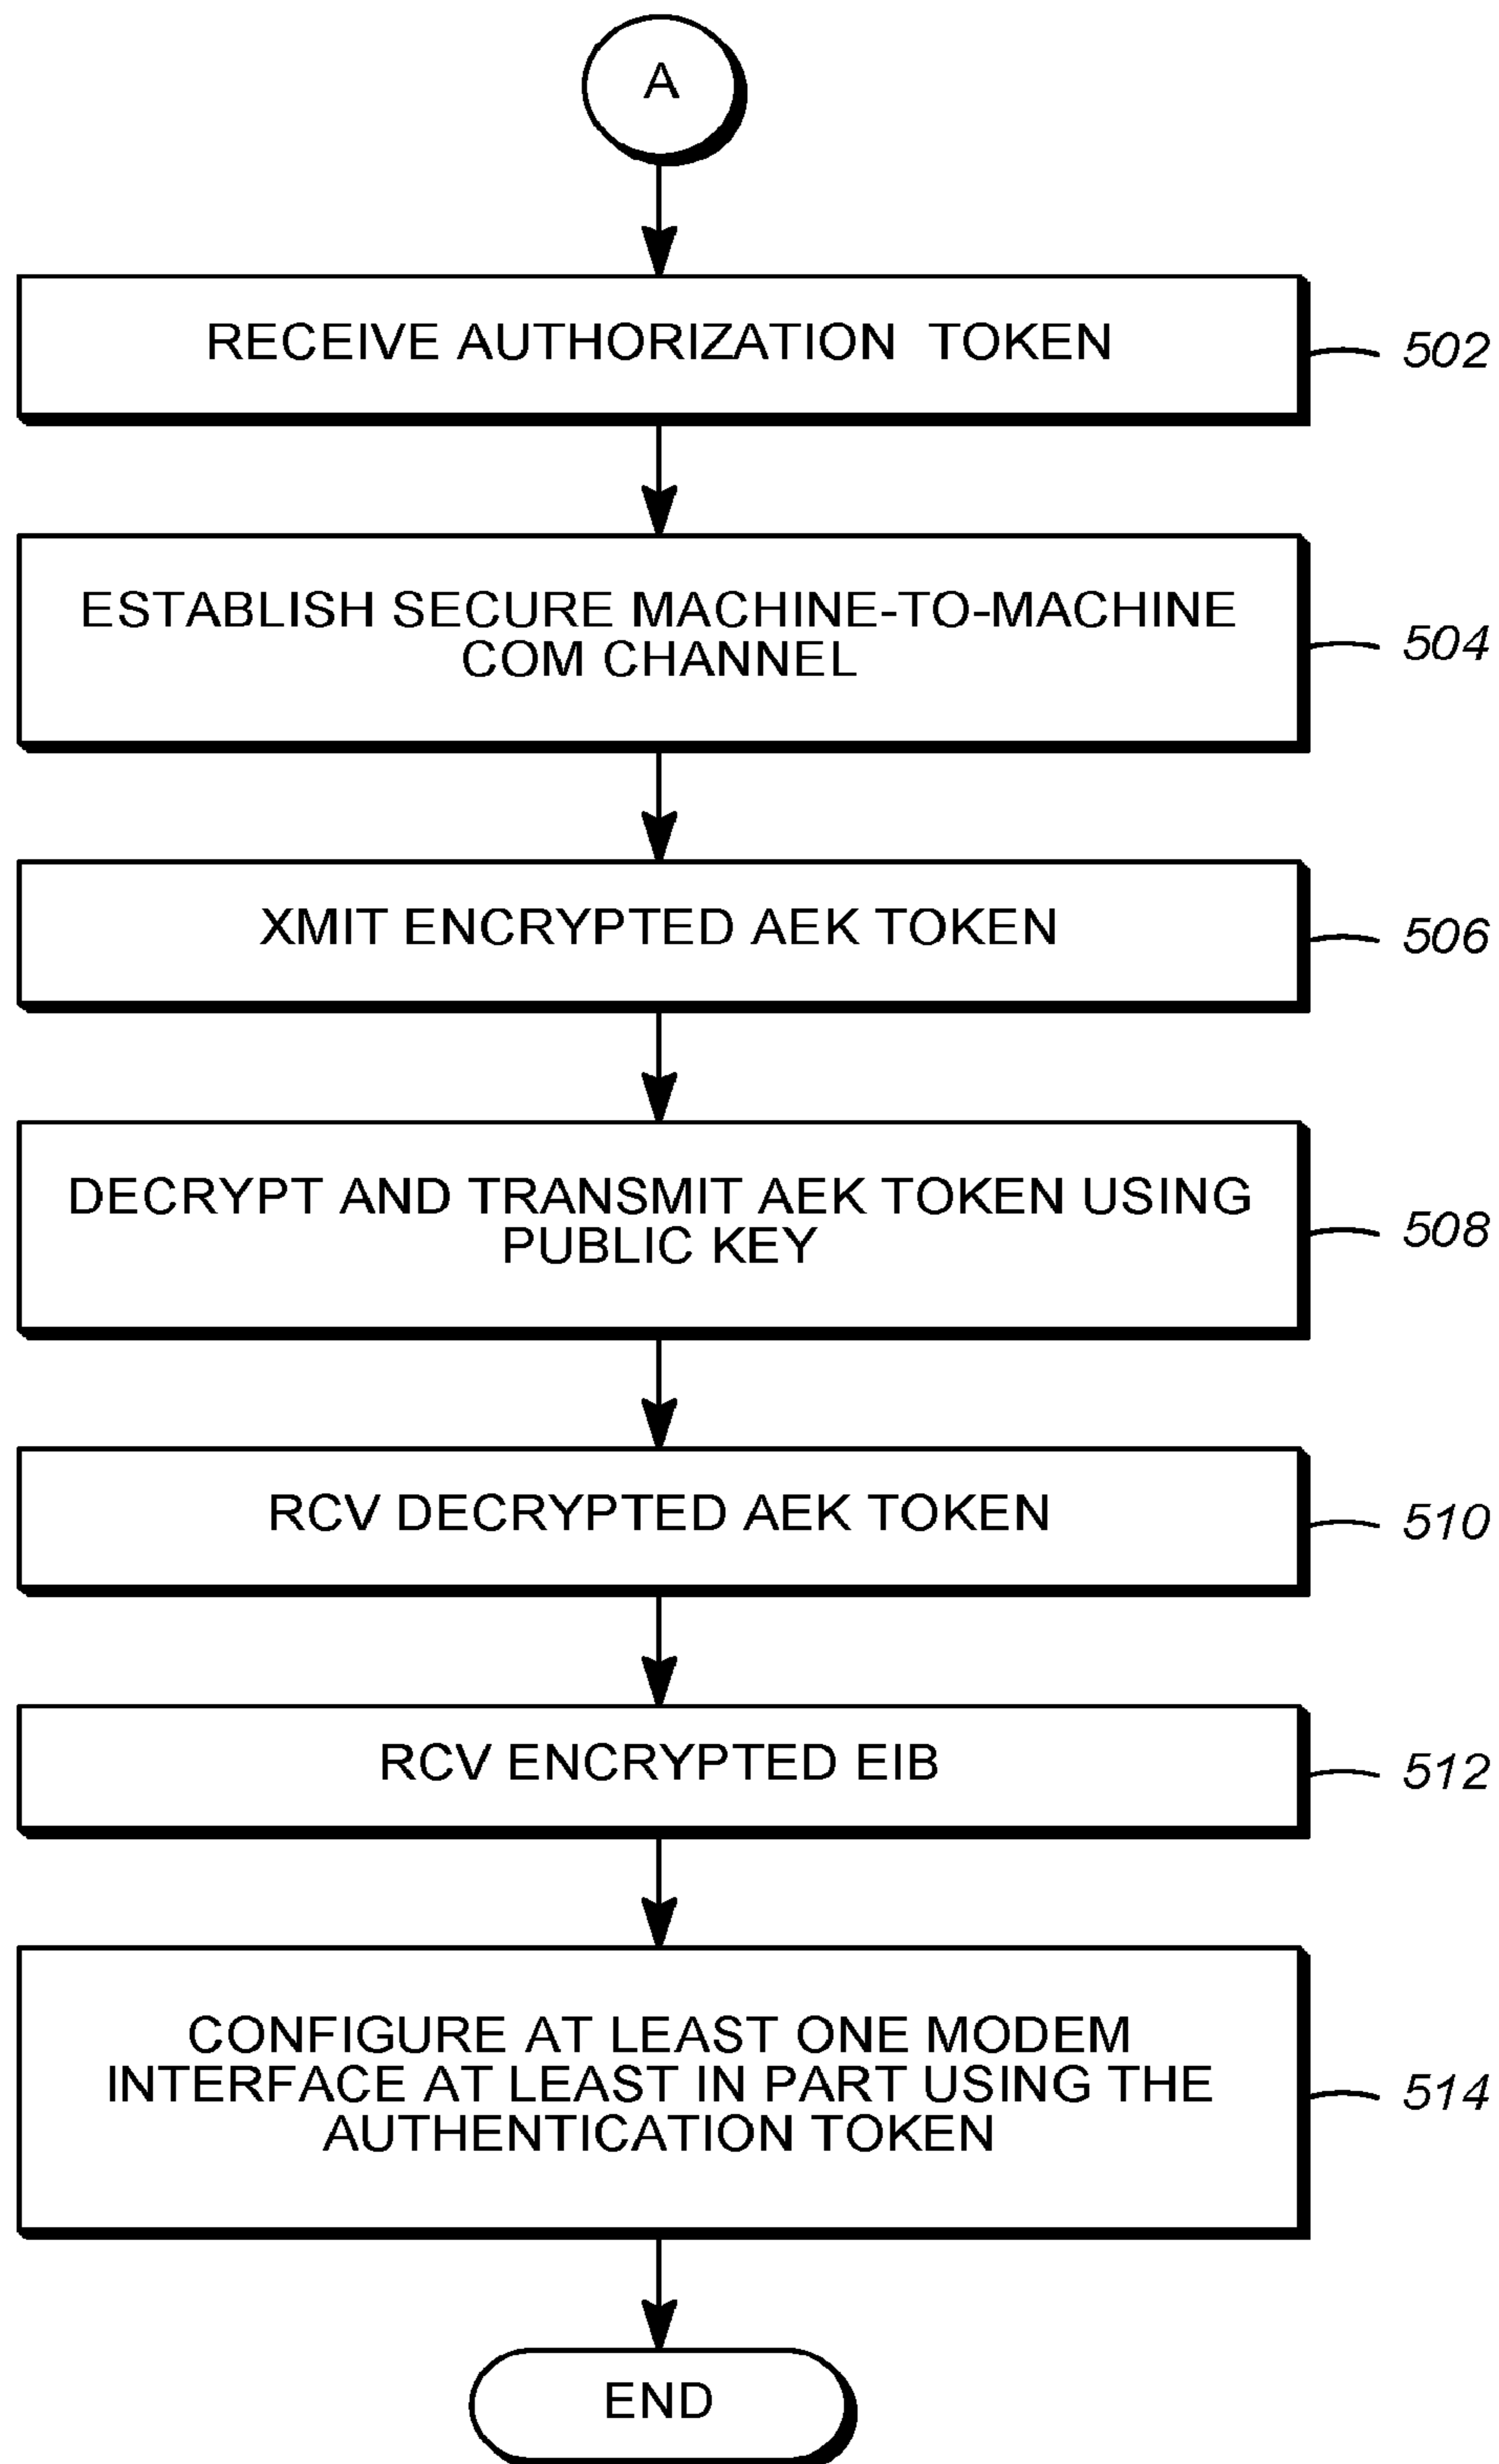 A
RECEIVE AUTHORIZATION TOKEN
502
ESTABLISH SECURE MACHINE-TO-MACHINE
COM CHANNEL
504
XMIT ENCRYPTED AEK TOKEN
506
DECRYPT AND TRANSMIT AEK TOKEN USING
PUBLIC KEY
508
RCV DECRYPTED AEK TOKEN
510
RCV ENCRYPTED EIB
512
CONFIGURE AT LEAST ONE MODEM
INTERFACE AT LEAST IN PART USING THE
AUTHENTICATION TOKEN
514
END